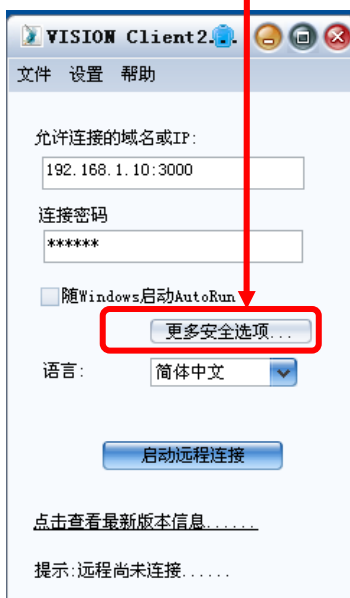 VISION Client2.
文件 设置 帮助
允许连接的域名或IP:
192.168.1.10:3000
连接密码
******
随Windows启动AutoRun
更多安全选项...
语言: 简体中文
启动远程连接
点击查看最新版本信息......
提示:远程尚未连接......